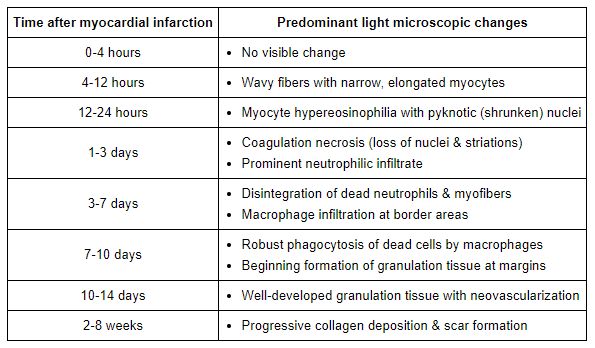 Time after myocardial infarction
Predominant light microscopic changes
0-4 hours
• No visible change
4-12 hours
• Wavy fibers with narrow, elongated myocytes
12-24 hours
• Myocyte hypereosinophilia with pyknotic (shrunken) nuclei
1-3 days
• Coagulation necrosis (loss of nuclei & striations)
• Prominent neutrophilic infiltrate
3-7 days
• Disintegration of dead neutrophils & myofibers
• Macrophage infiltration at border areas
7-10 days
• Robust phagocytosis of dead cells by macrophages
• Beginning formation of granulation tissue at margins
10-14 days
• Well-developed granulation tissue with neovascularization
2-8 weeks
• Progressive collagen deposition & scar formation